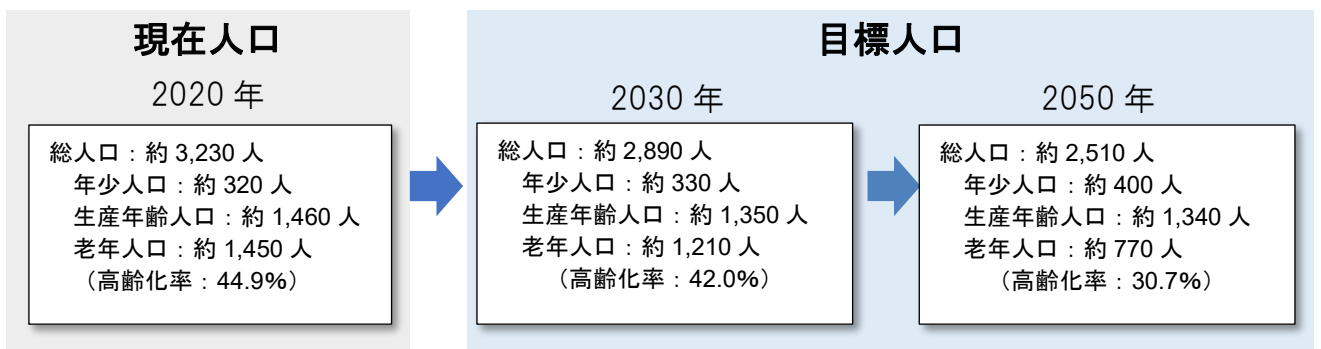 現在人口
2020 年
総人口：約 3,230 人
年少人口：約 320 人
生産年齢人口：約 1,460 人
老年人口：約 1,450 人
（高齢化率：44.9%）
目標人口
2030 年
総人口：約 2,890 人
年少人口：約 330 人
生産年齢人口：約 1,350 人
老年人口：約 1,210 人
（高齢化率：42.0%）
2050 年
総人口：約 2,510 人
年少人口：約 400 人
生産年齢人口：約 1,340 人
老年人口：約 770 人
（高齢化率：30.7%）